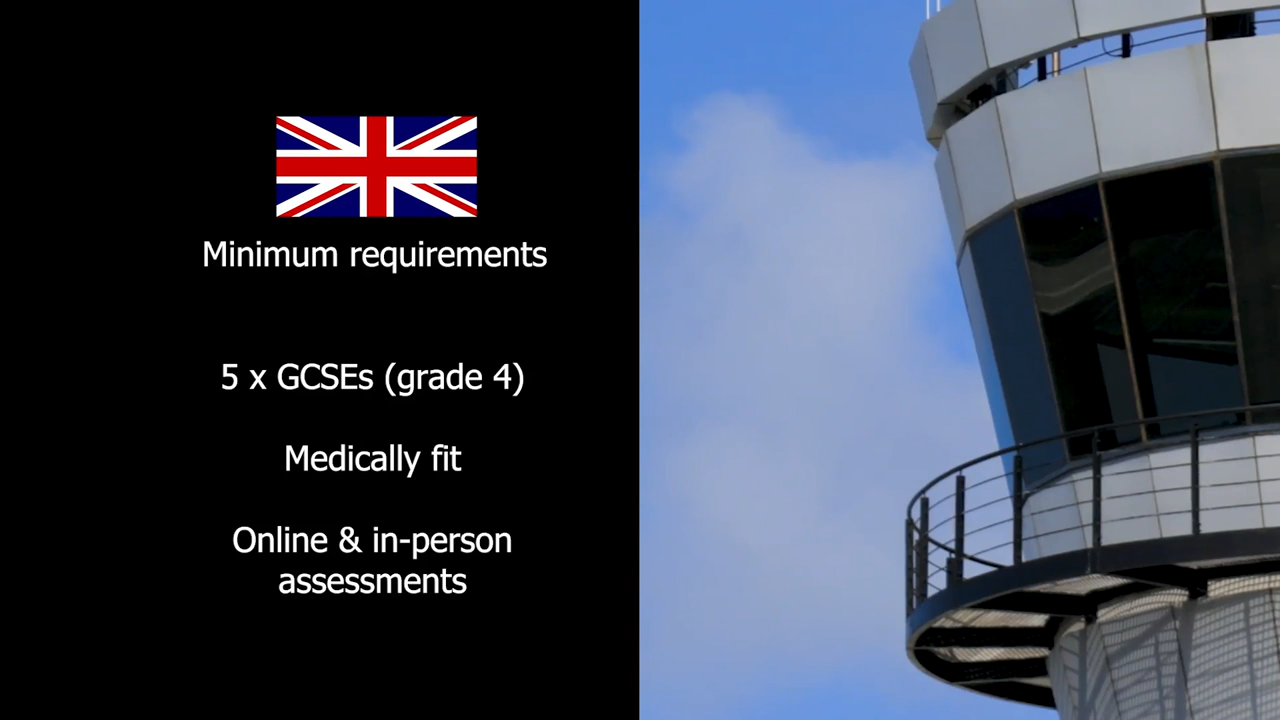 Minimum requirements
5 x GCSEs (grade 4)
Medically fit
Online & in-person
assessments